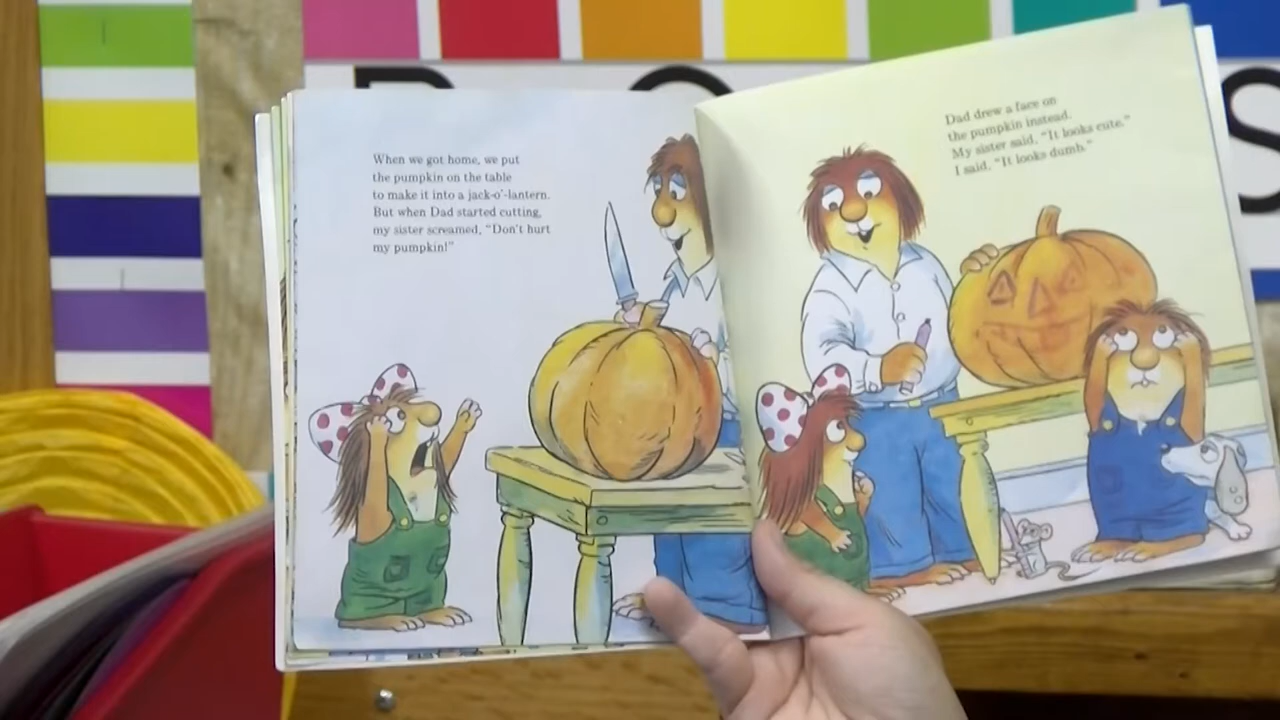 When we got home, we put
the pumpkin on the table
to make it into a jack-o'-lantern.
But when Dad started cutting,
my sister screamed, "Don't hurt
my pumpkin!"
Dad drew a face on
the pumpkin instead.
My sister said, "It looks cute."
I said, "It looks dumb."